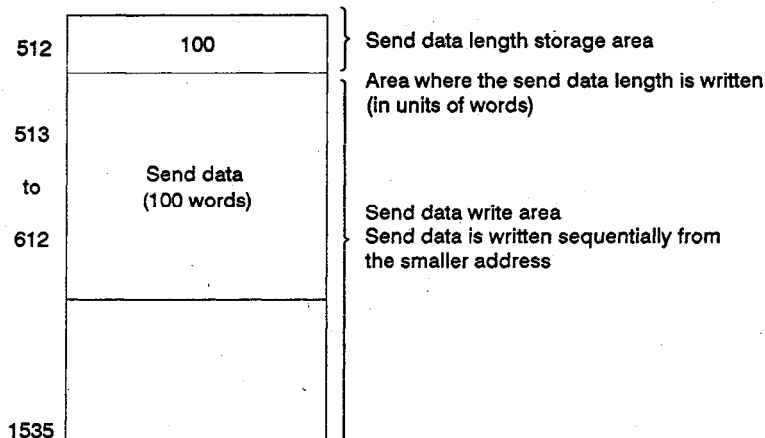 512
100
Send data length storage area
Area where the send data length is written
(in units of words)
513
to
612
Send data
(100 words)
Send data write area
Send data is written sequentially from
the smaller address
1535